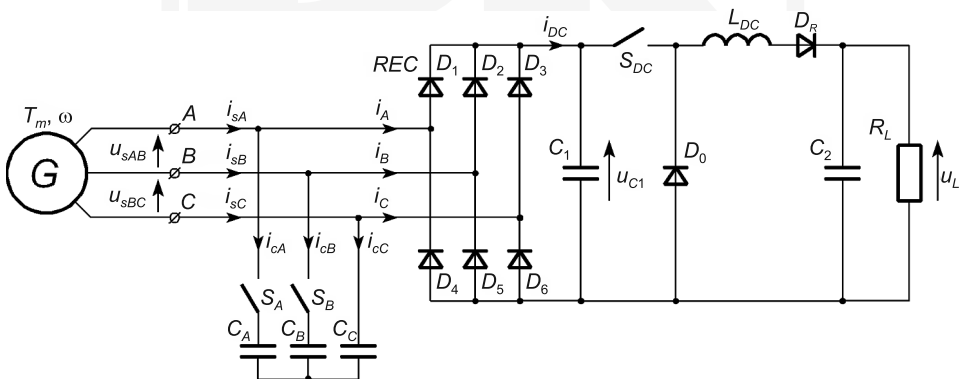 i_DC
L_DC
D_R
S_DC
REC
D_1
D_2
D_3
T_m, ω
A
i_sA
i_A
u_sAB
B
i_sB
i_B
G
u_sBC
C
i_sC
i_C
C_1
u_C1
D_0
C_2
R_L
u_L
i_cA
i_cB
i_cC
D_4
D_5
D_6
S_A
S_B
C_A
C_B
C_C